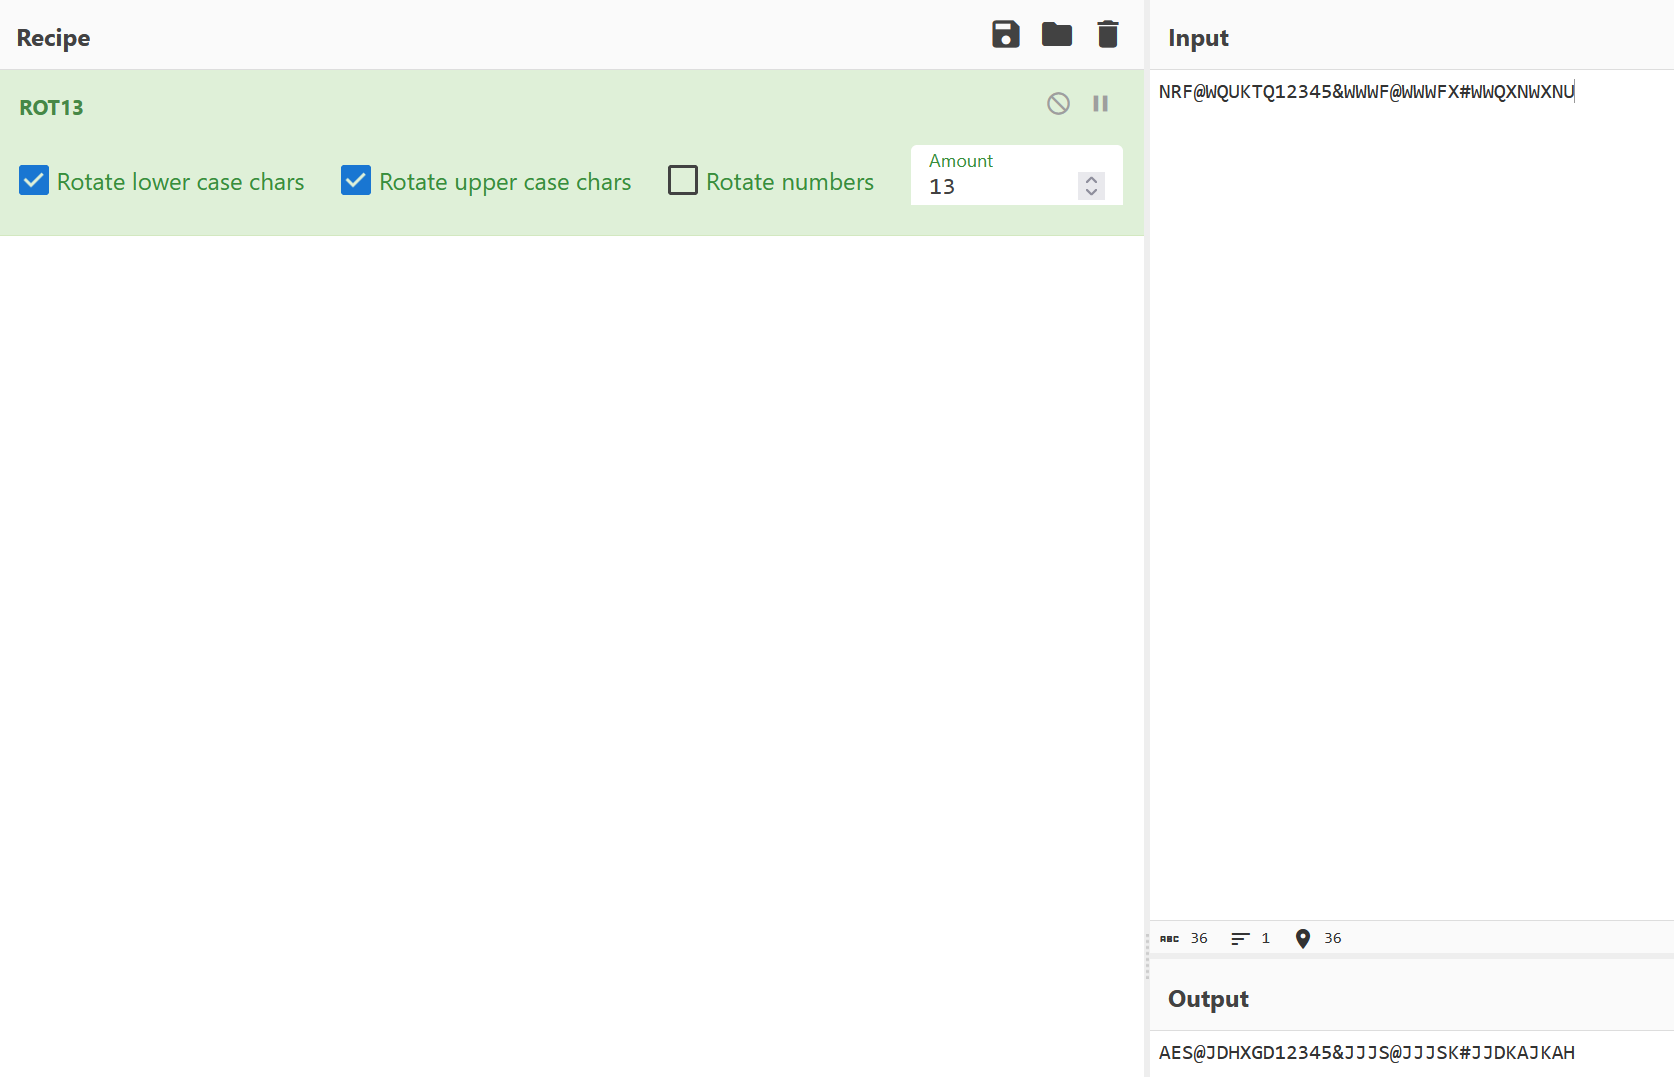 Recipe
ROT13
Rotate lower case chars
Rotate upper case chars
Rotate numbers
Amount
13
Input
NRF@WQUKTQ12345&WWWF@WWWFX#WWQXNWXNU
ABC 36 1 36
Output
AES@JDHXGD12345&JJJS@JJJSK#JJDKAJKAH